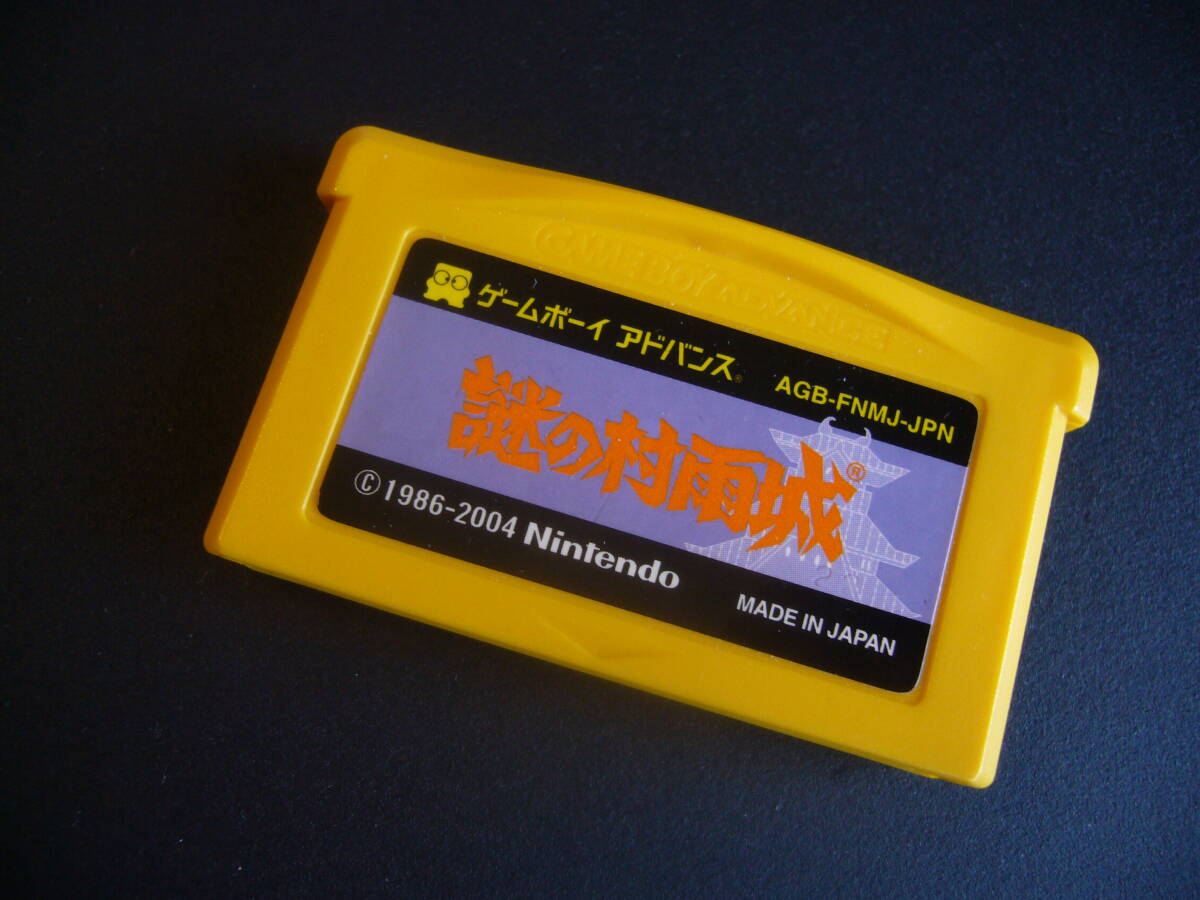 GAME BOY ADVANCE
ゲームボーイ アドバンス®
AGB-FNMJ-JPN
謎の村雨城®
©1986-2004 Nintendo
MADE IN JAPAN